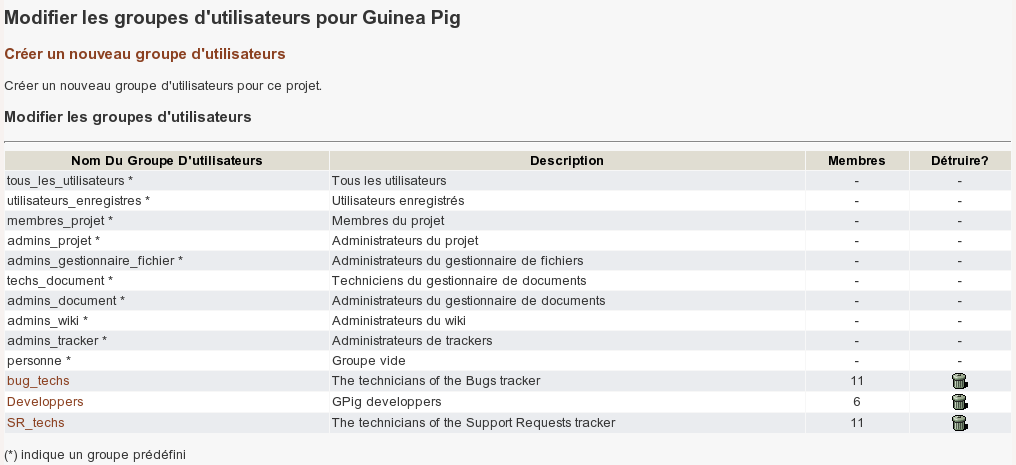 Modifier les groupes d'utilisateurs pour Guinea Pig
Créer un nouveau groupe d'utilisateurs
Créer un nouveau groupe d'utilisateurs pour ce projet.
Modifier les groupes d'utilisateurs
Nom Du Groupe D'utilisateurs Description Membres Détruire?
tous_les_utilisateurs * Tous les utilisateurs - -
utilisateurs_enregistres * Utilisateurs enregistrés - -
membres_projet * Membres du projet - -
admins_projet * Administrateurs du projet - -
admins_gestionnaire_fichier * Administrateurs du gestionnaire de fichiers - -
techs_document * Techniciens du gestionnaire de documents - -
admins_document * Administrateurs du gestionnaire de documents - -
admins_wiki * Administrateurs du wiki - -
admins_tracker * Administrateurs de trackers - -
personne * Groupe vide - -
bug_techs The technicians of the Bugs tracker 11
Developpers GPig developpers 6
SR_techs The technicians of the Support Requests tracker 11
(*) indique un groupe prédéfini